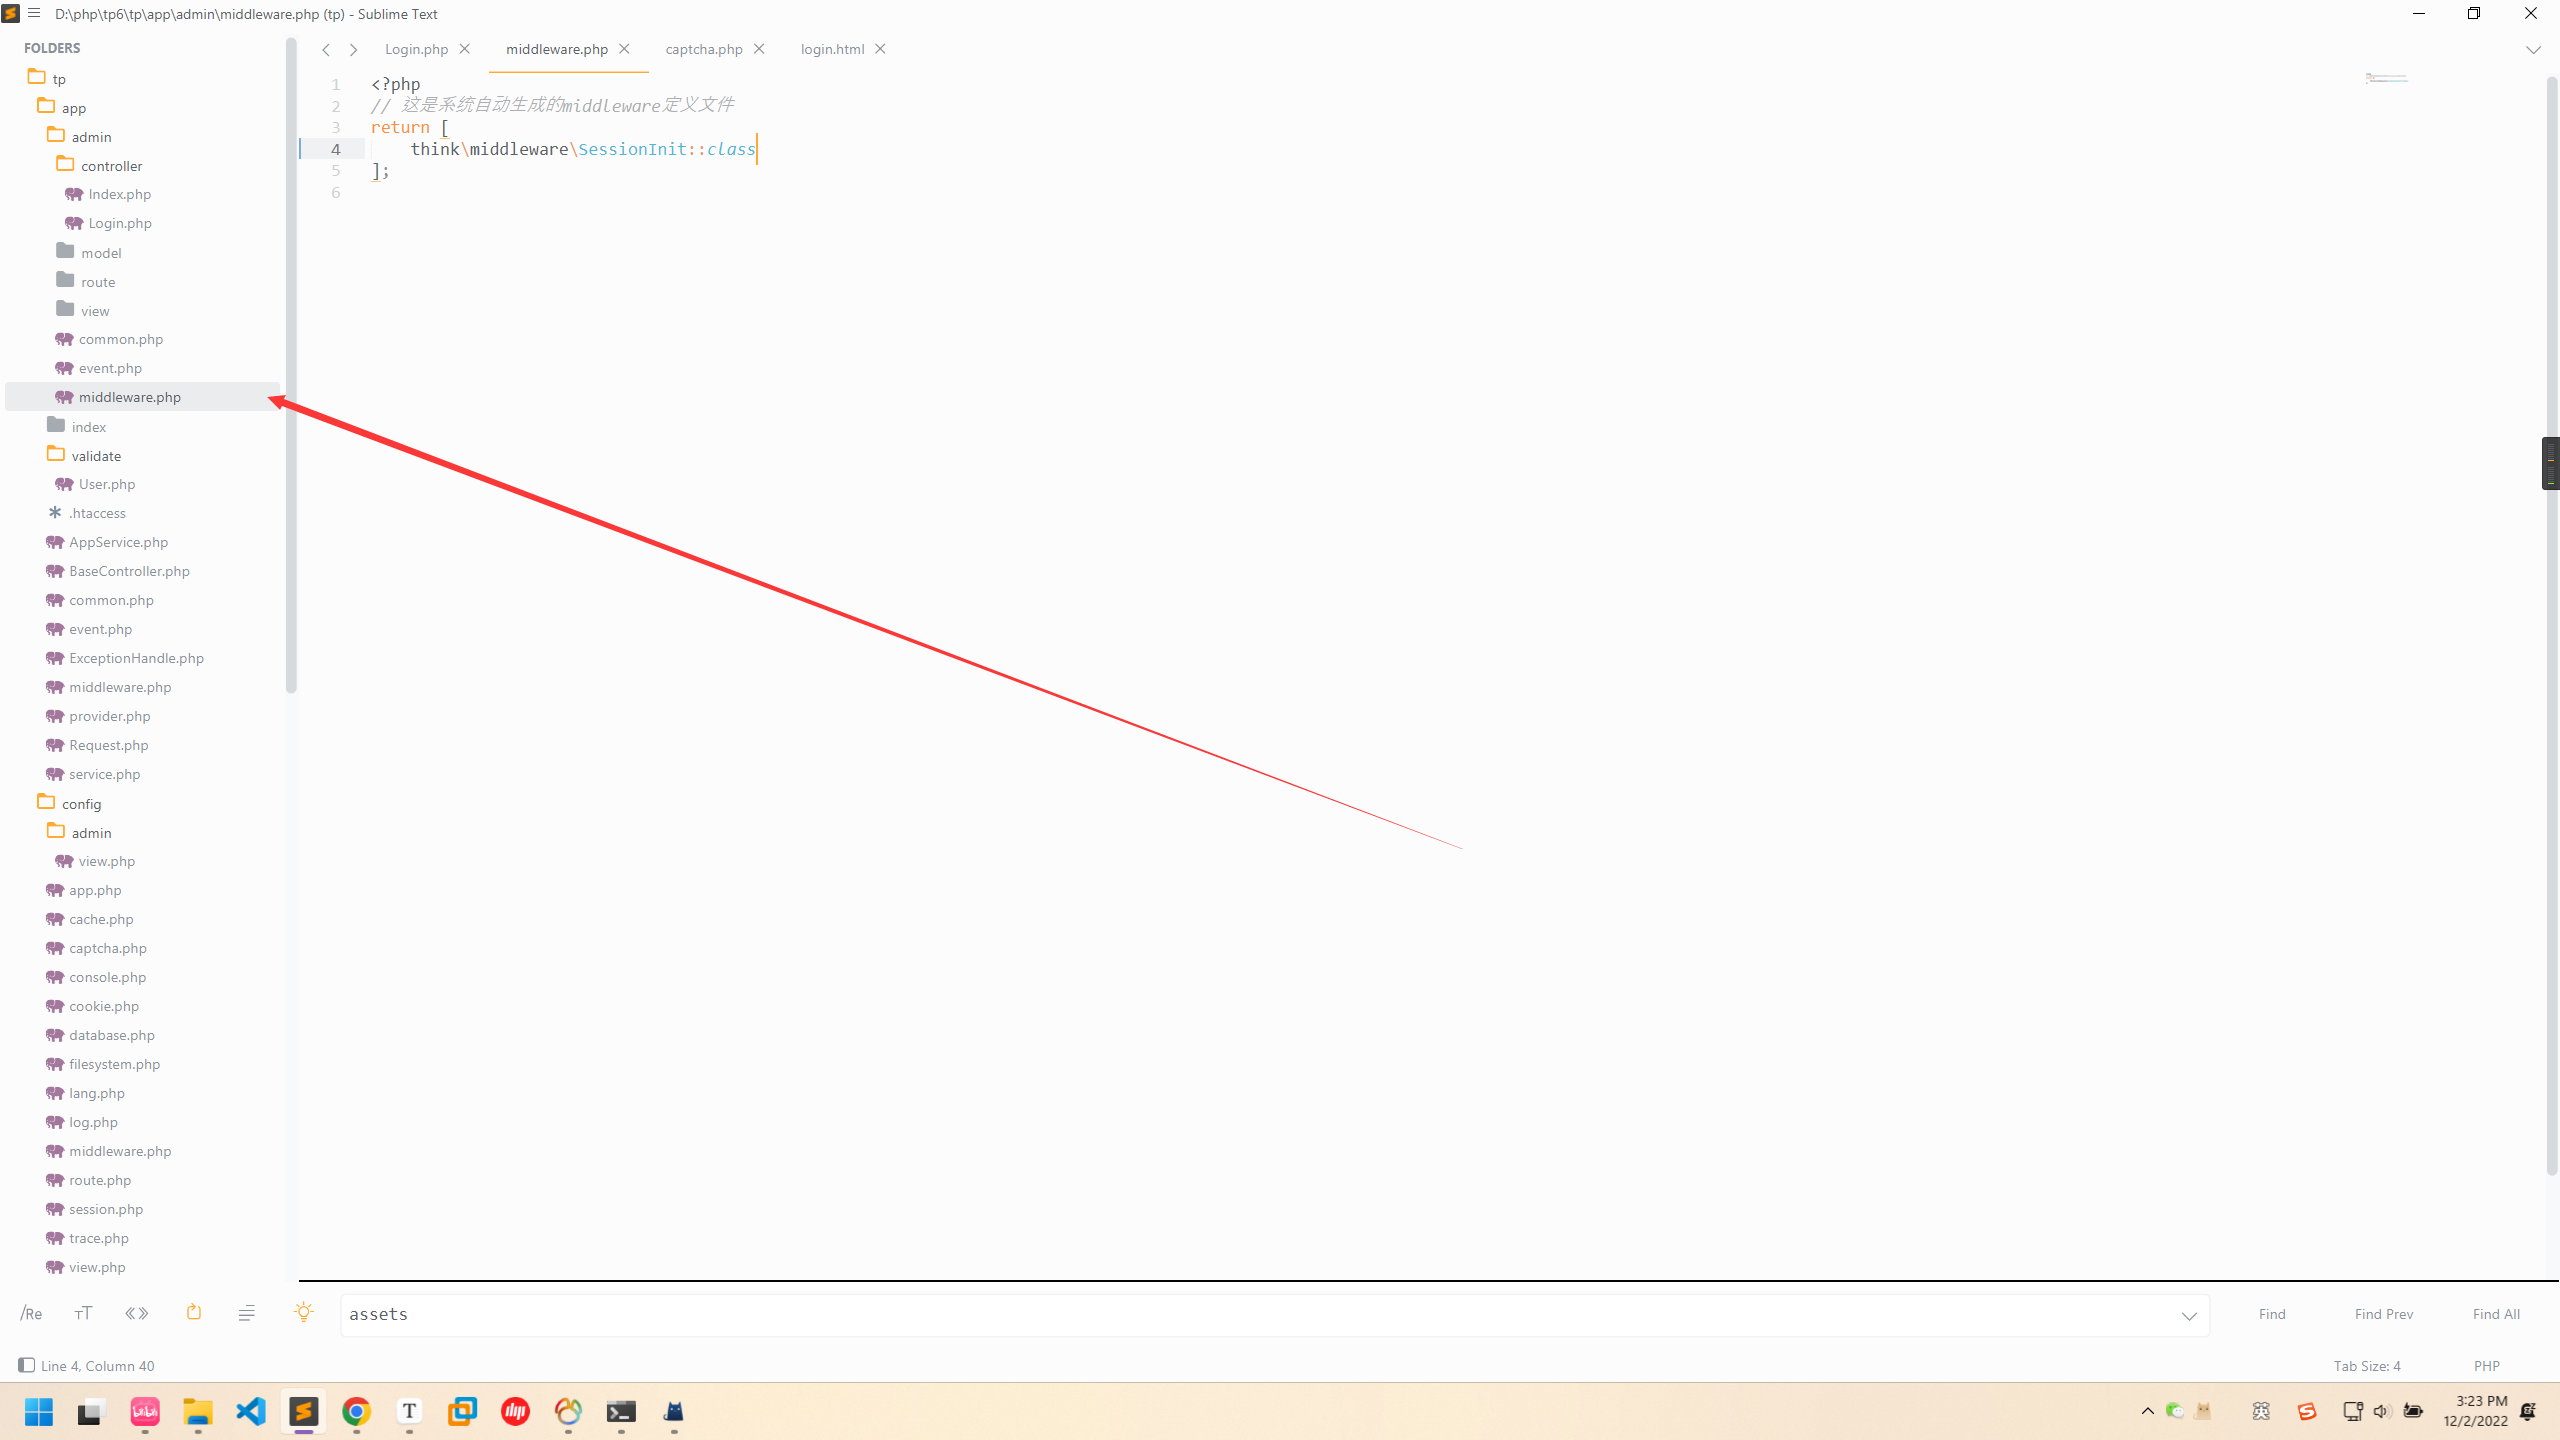 D:\php\tp6\tp\app\admin\middleware.php (tp) - Sublime Text
FOLDERS
tp
app
admin
controller
Index.php
Login.php
model
route
view
common.php
event.php
middleware.php
index
validate
User.php
.htaccess
AppService.php
BaseController.php
common.php
event.php
ExceptionHandle.php
middleware.php
provider.php
Request.php
service.php
config
admin
view.php
app.php
cache.php
captcha.php
console.php
cookie.php
database.php
filesystem.php
lang.php
log.php
middleware.php
route.php
session.php
trace.php
view.php
Login.php middleware.php captcha.php login.html
1 <?php
2 // 这是系统自动生成的middleware定义文件
3 return [
4     think\middleware\SessionInit::class
5 ];
6
/Re assets Find Find Prev Find All
Line 4, Column 40 Tab Size: 4 PHP
bilibili T 英 3:23 PM
12/2/2022